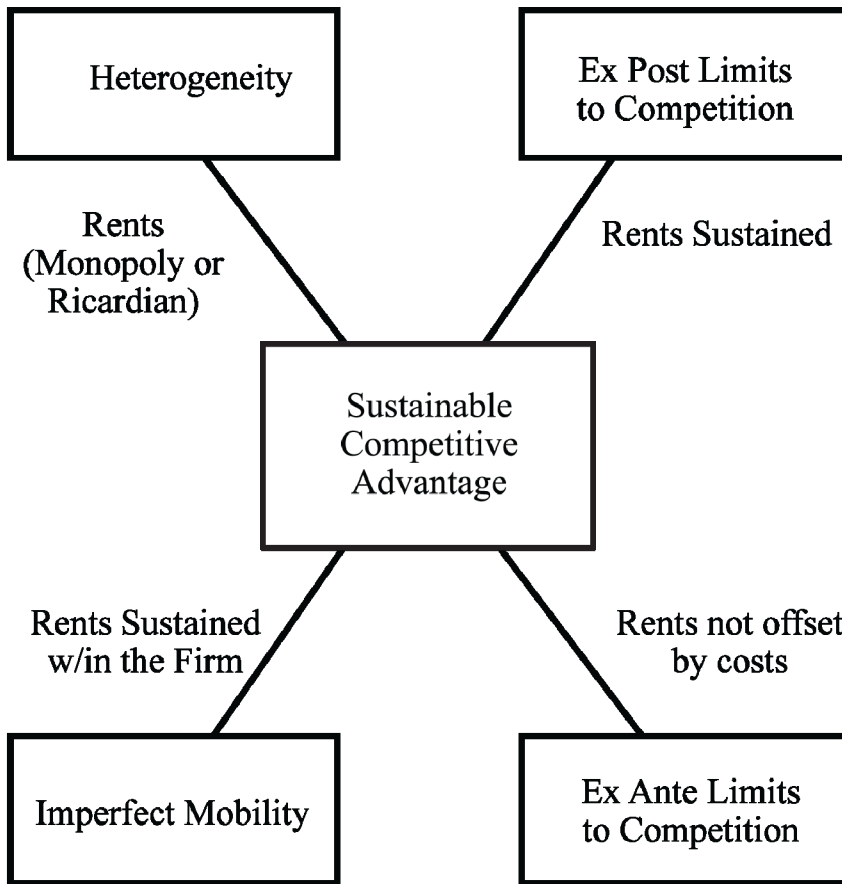 Heterogeneity
Ex Post Limits
to Competition
Rents
(Monopoly or
Ricardian)
Rents Sustained
Sustainable
Competitive
Advantage
Rents Sustained
w/in the Firm
Rents not offset
by costs
Imperfect Mobility
Ex Ante Limits
to Competition